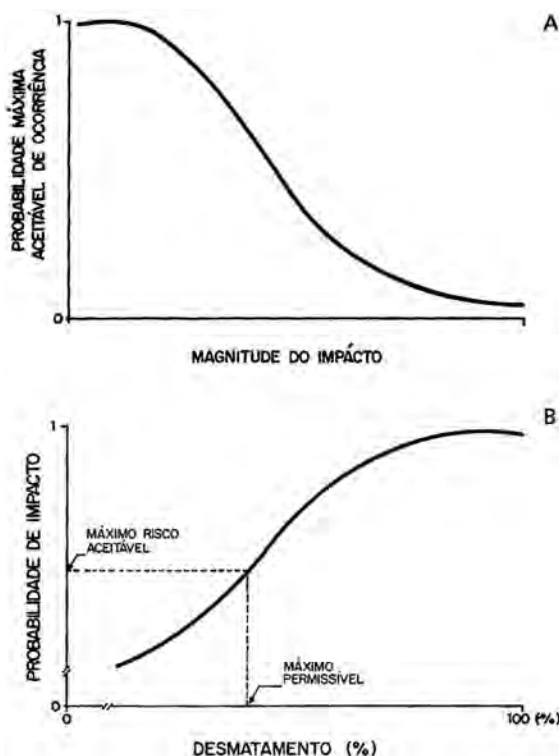 A
1
PROBABILIDADE MÁXIMA
ACEITÁVEL DE OCORRÊNCIA
0
MAGNITUDE DO IMPÁCTO
B
1
PROBABILIDADE DE IMPACTO
MÁXIMO RISCO
ACEITÁVEL
MÁXIMO
PERMISSÍVEL
0
0
100 (%)
DESMATAMENTO (%)